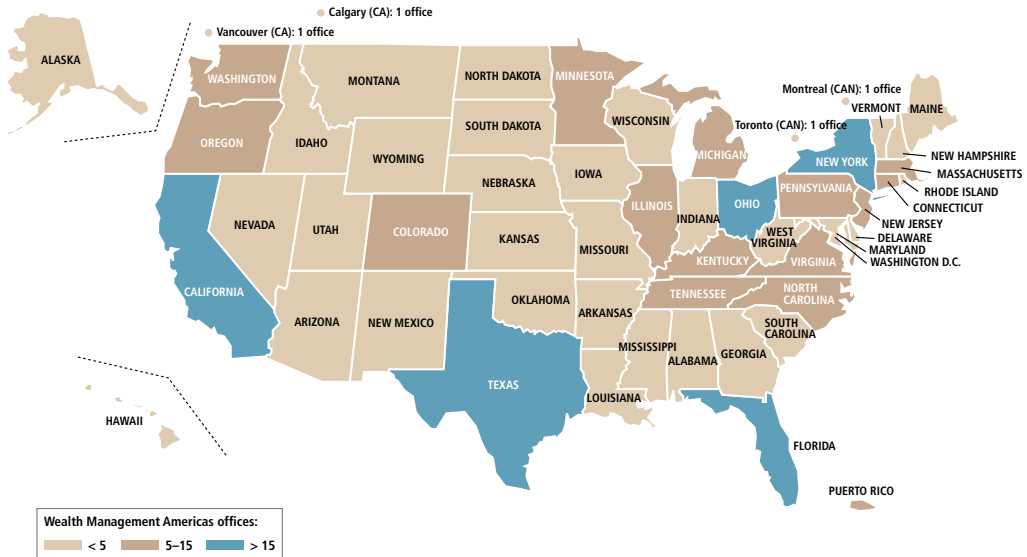 Calgary (CA): 1 office
Vancouver (CA): 1 office
ALASKA
WASHINGTON
MONTANA
NORTH DAKOTA
MINNESOTA
Montreal (CAN): 1 office
VERMONT
MAINE
WISCONSIN
Toronto (CAN): 1 office
SOUTH DAKOTA
OREGON
IDAHO
WYOMING
MICHIGAN
NEW YORK
NEW HAMPSHIRE
MASSACHUSETTS
RHODE ISLAND
CONNECTICUT
NEBRASKA
IOWA
PENNSYLVANIA
ILLINOIS
INDIANA
OHIO
NEW JERSEY
NEVADA
UTAH
COLORADO
KANSAS
MISSOURI
WEST
VIRGINIA
DELAWARE
MARYLAND
WASHINGTON D.C.
KENTUCKY
VIRGINIA
CALIFORNIA
TENNESSEE
NORTH
CAROLINA
ARIZONA
NEW MEXICO
OKLAHOMA
ARKANSAS
SOUTH
CAROLINA
MISSISSIPPI
ALABAMA
GEORGIA
TEXAS
LOUISIANA
HAWAII
FLORIDA
PUERTO RICO
Wealth Management Americas offices:
< 5 5–15 > 15